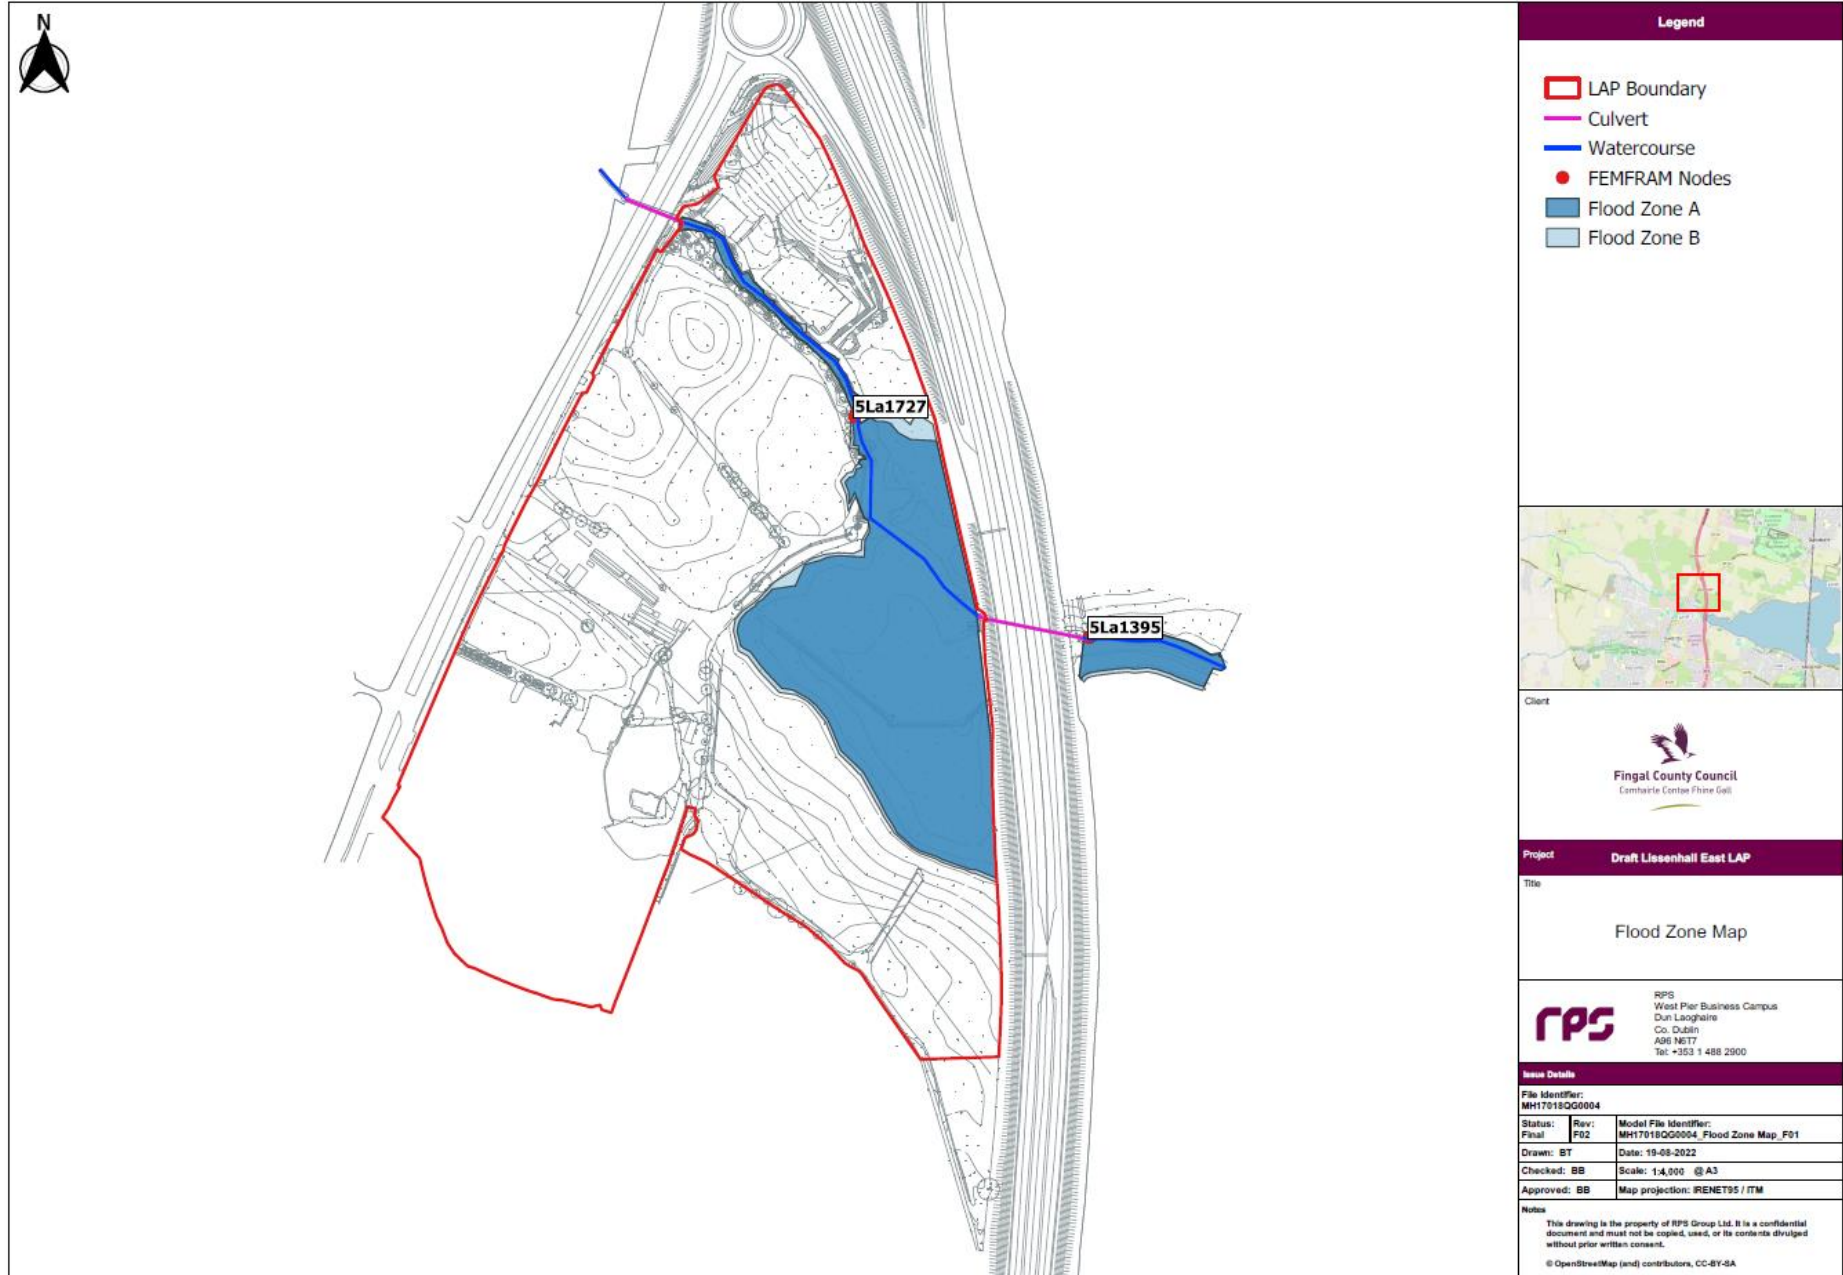 N
5La1727
5La1395
Legend
LAP Boundary
Culvert
Watercourse
FEMFRAM Nodes
Flood Zone A
Flood Zone B
Client
Fingal County Council
Comhairle Contae Fhine Gall
Project
Draft Lissenhall East LAP
Title
Flood Zone Map
rps
RPS
West Pier Business Campus
Dun Laoghaire
Co. Dublin
A96 N6T7
Tel: +353 1 488 2900
Issue Details
File Identifier:
MH17018QG0004
Status: Final
Rev: F02
Model File Identifier:
MH17018QG0004_Flood Zone Map_F01
Drawn: BT
Date: 19-08-2022
Checked: BB
Scale: 1:4,000 @ A3
Approved: BB
Map projection: IRENET95 / ITM
Notes
This drawing is the property of RPS Group Ltd. It is a confidential
document and must not be copied, used, or its contents divulged
without prior written consent.
© OpenStreetMap (and) contributors, CC-BY-SA